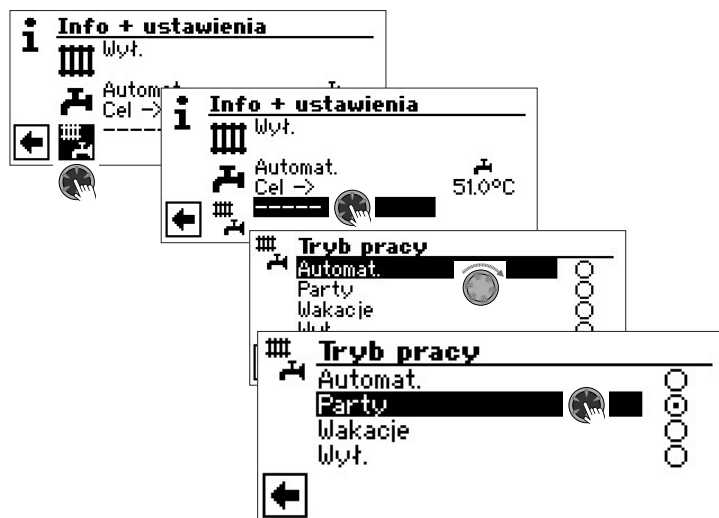 i Info + ustawienia
Wył.
Automat.
Cel ->
-----
i Info + ustawienia
Wył.
Automat.
Cel -> 51.0°C
-----
Tryb pracy
Automat.
Party
Wakacje
Wył.
Tryb pracy
Automat.
Party
Wakacje
Wył.